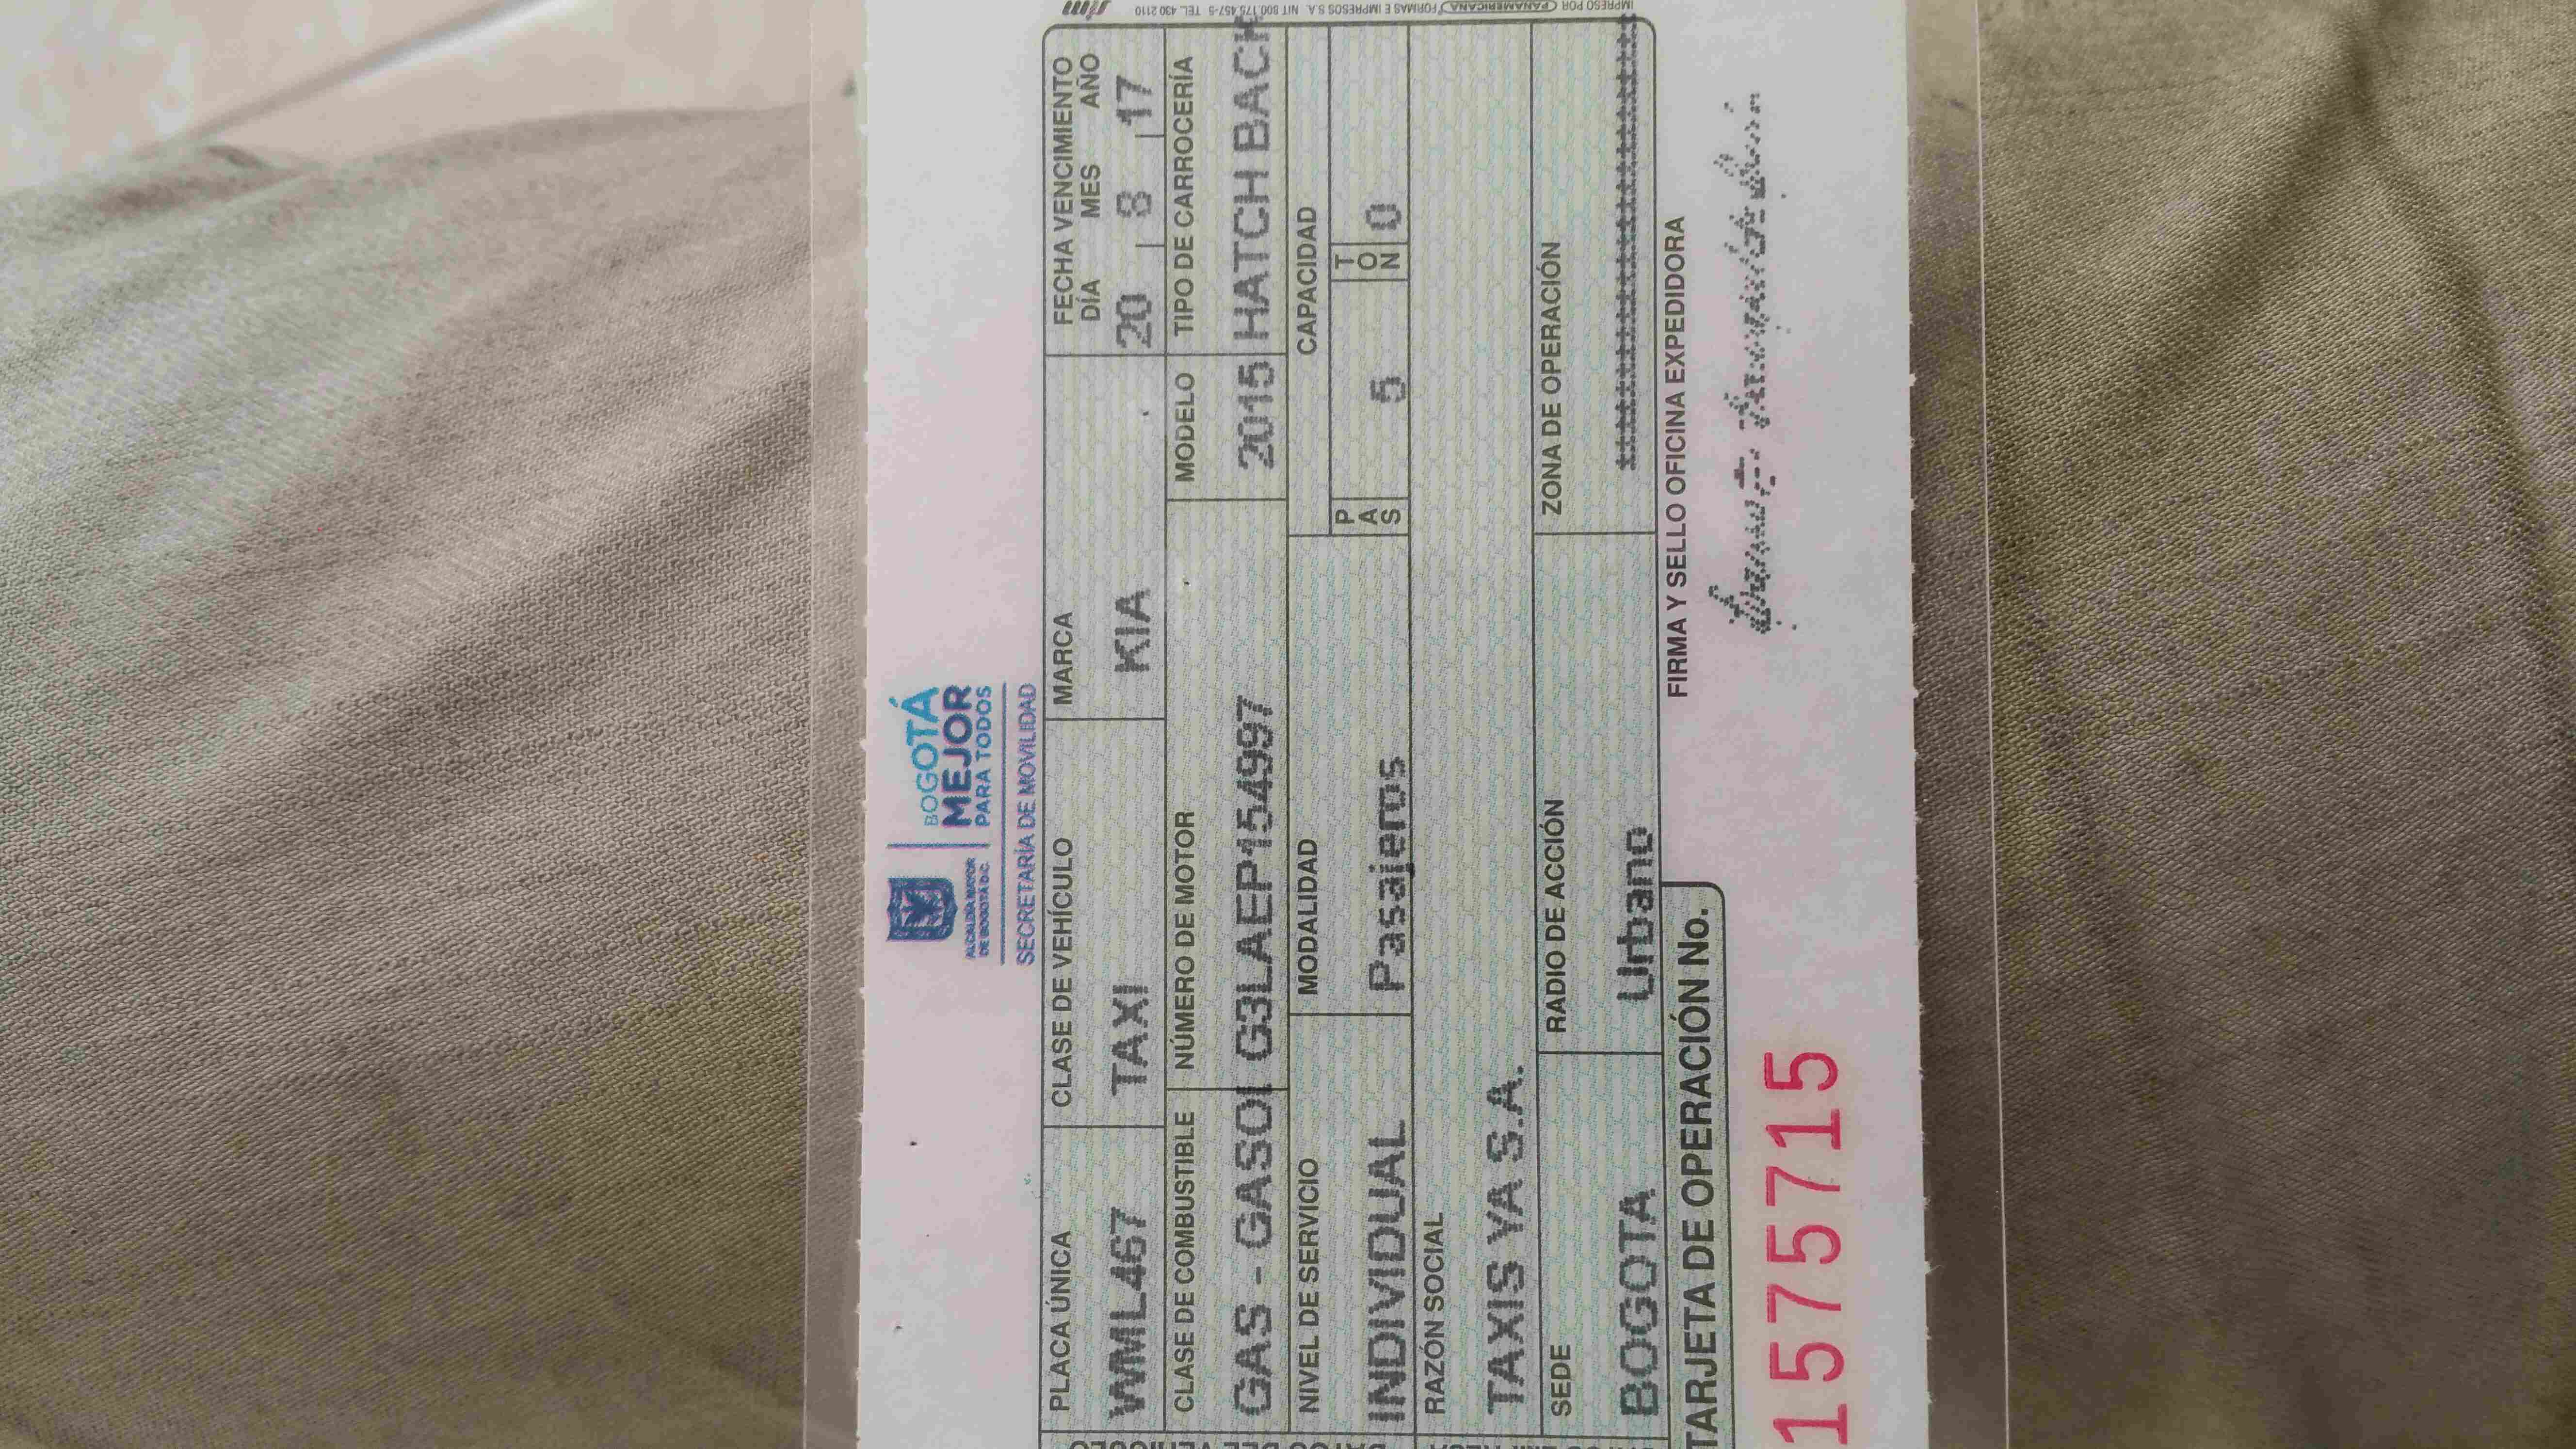 ALCALDÍA MAYOR
DE BOGOTÁ D.C.
BOGOTÁ
MEJOR
PARA TODOS
SECRETARÍA DE MOVILIDAD
PLACA ÚNICA CLASE DE VEHÍCULO MARCA FECHA VENCIMIENTO
DÍA MES AÑO
WML467 TAXI KIA 20 8 17
CLASE DE COMBUSTIBLE NÚMERO DE MOTOR MODELO TIPO DE CARROCERÍA
GAS - GASOL G3LAEP154997 2015 HATCH BACK
NIVEL DE SERVICIO MODALIDAD CAPACIDAD
INDIVIDUAL Pasajeros PAS 5 TON 0
RAZÓN SOCIAL
TAXIS YA S.A.
SEDE RADIO DE ACCIÓN ZONA DE OPERACIÓN
BOGOTA Urbano
TARJETA DE OPERACIÓN No. FIRMA Y SELLO OFICINA EXPEDIDORA
1575715
IMPRESO POR PANAMERICANA FORMAS E IMPRESOS S.A. NIT 800.175.457-5 TEL. 430 2110